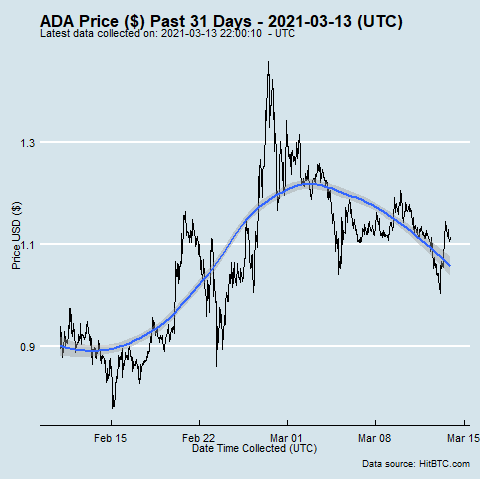 ADA Price ($) Past 31 Days - 2021-03-13 (UTC)
Latest data collected on: 2021-03-13 22:00:10  - UTC
1.3
1.1
0.9
Price USD ($)
Feb 15
Feb 22
Mar 01
Mar 08
Mar 15
Date Time Collected (UTC)
Data source: HitBTC.com